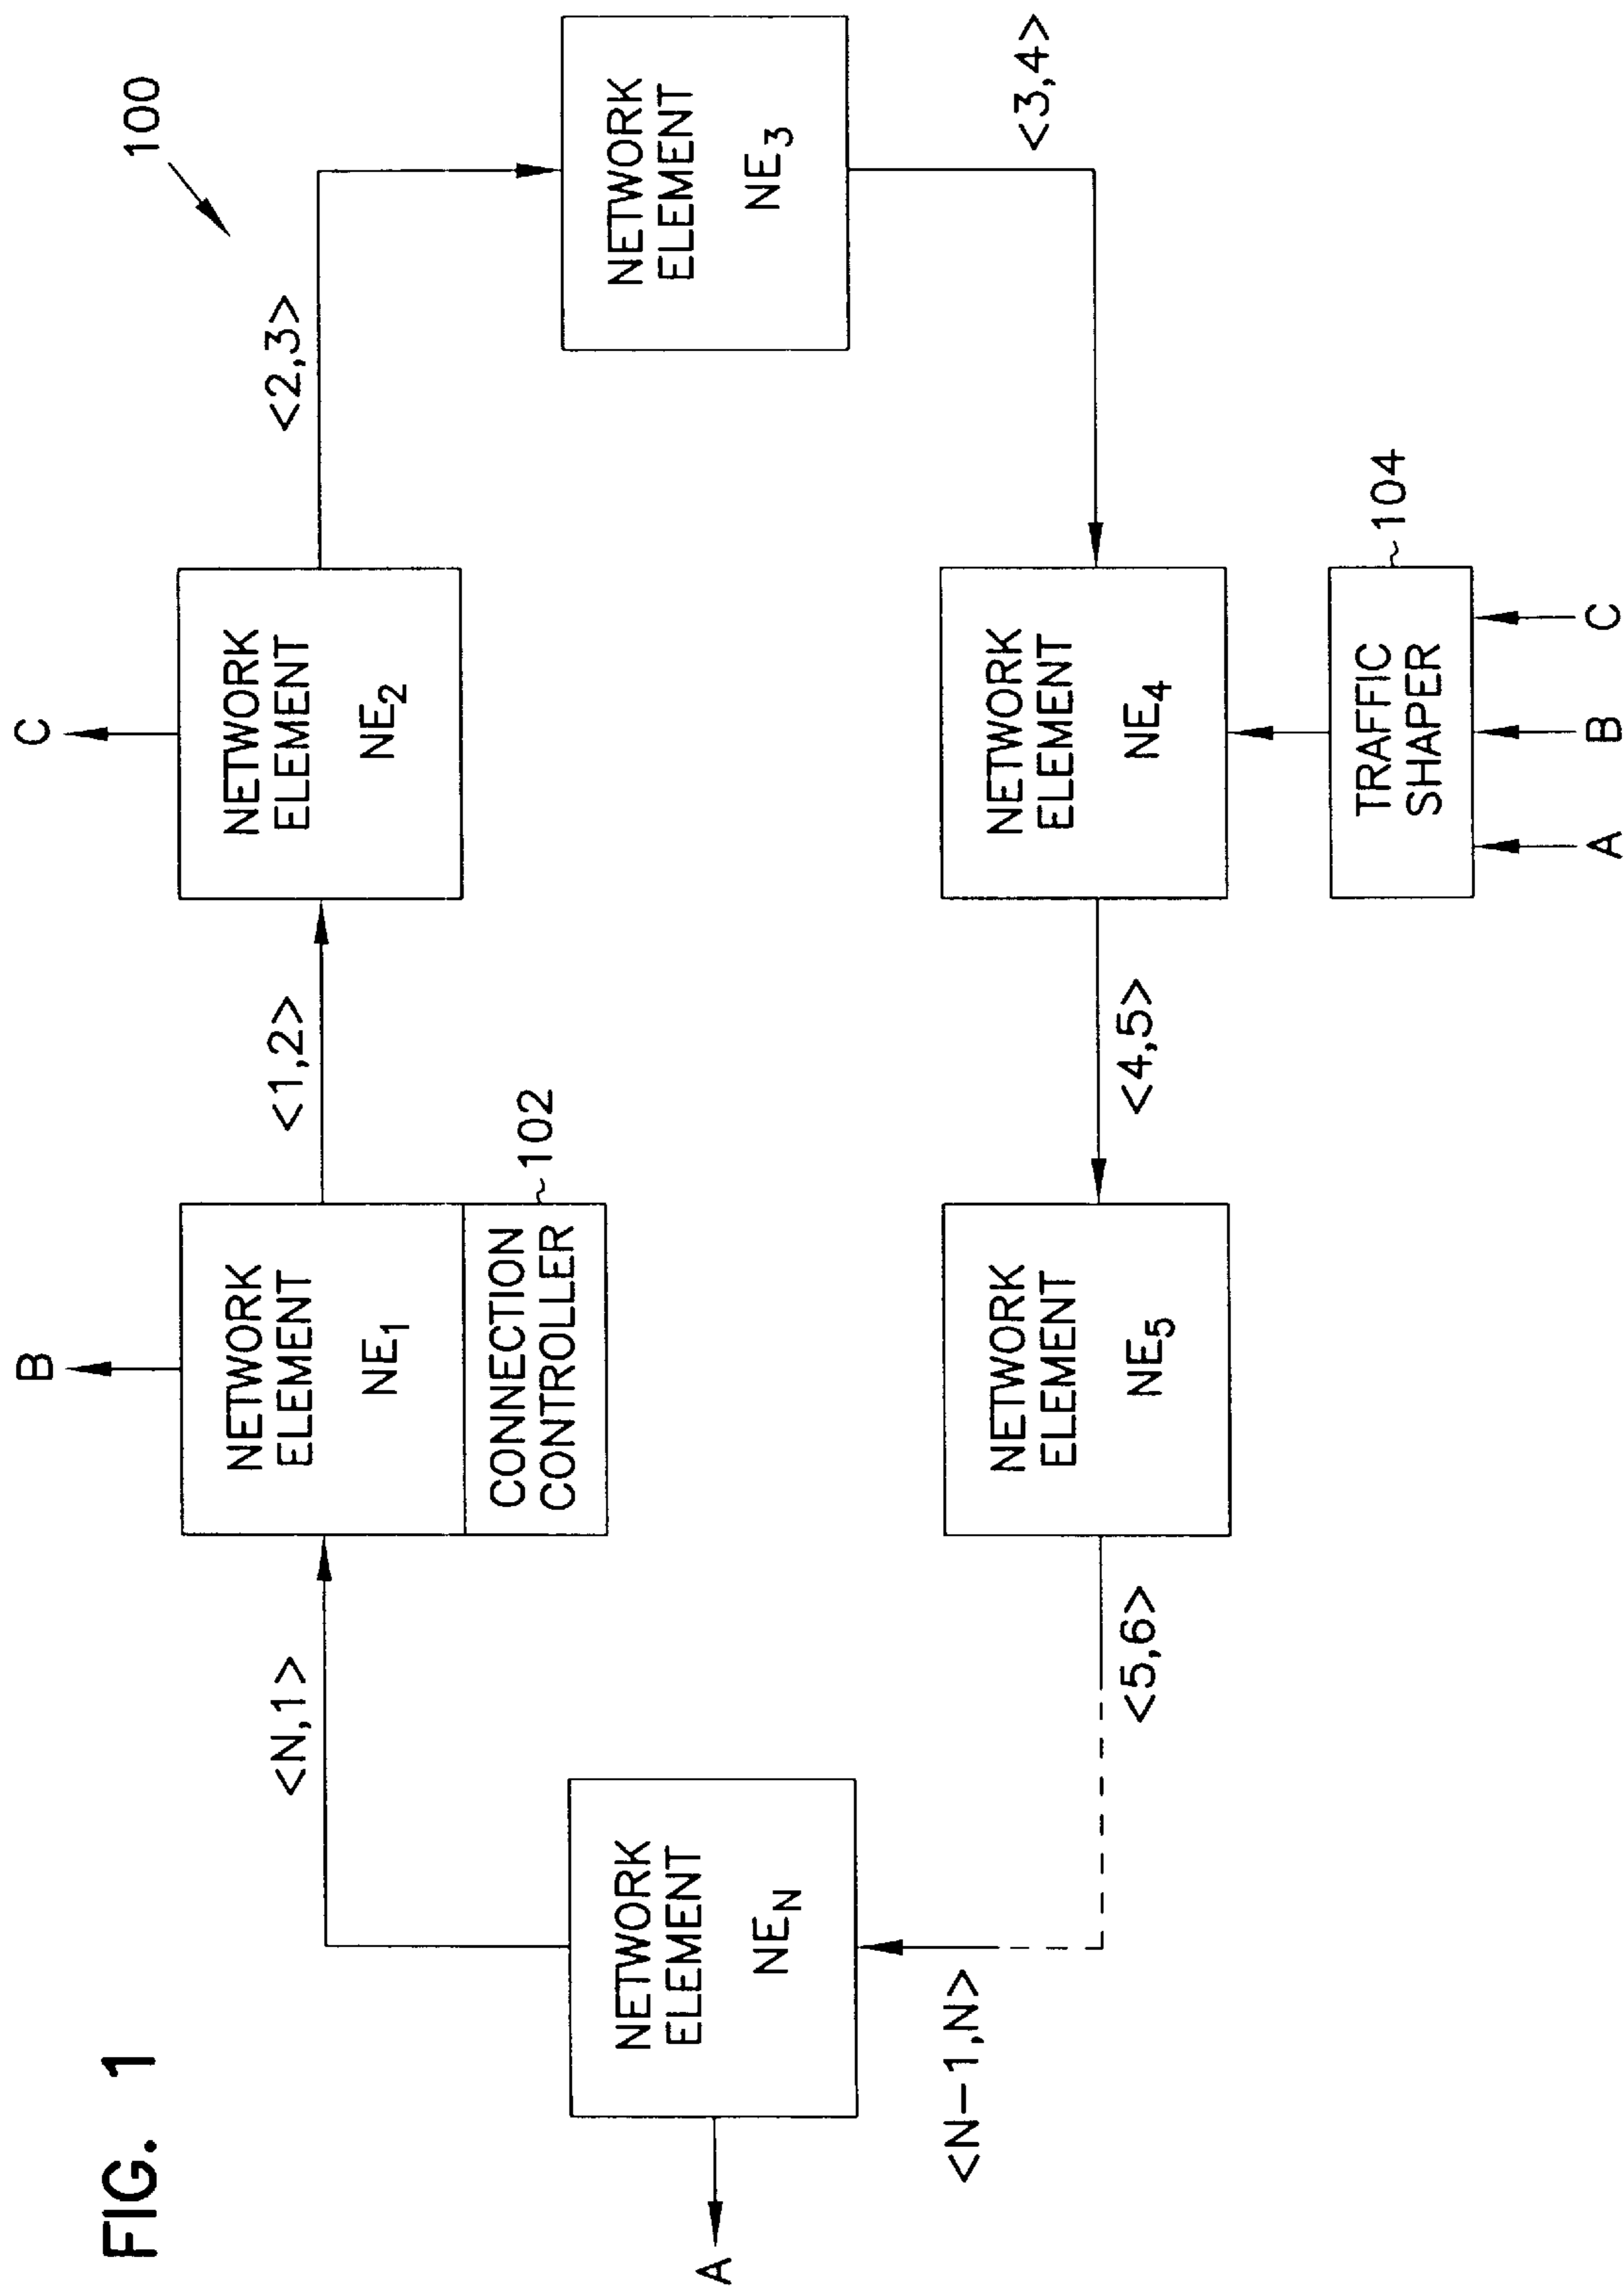 FIG. 1
100
C
B
<2,3>
<1,2>
<N,1>
NETWORK
ELEMENT
NE2
NETWORK
ELEMENT
NE1
CONNECTION
CONTROLLER
102
NETWORK
ELEMENT
NE3
NETWORK
ELEMENT
NEN
A
<3,4>
<4,5>
<5,6>
<N-1,N>
NETWORK
ELEMENT
NE4
NETWORK
ELEMENT
NE5
TRAFFIC
SHAPER
104
A
B
C